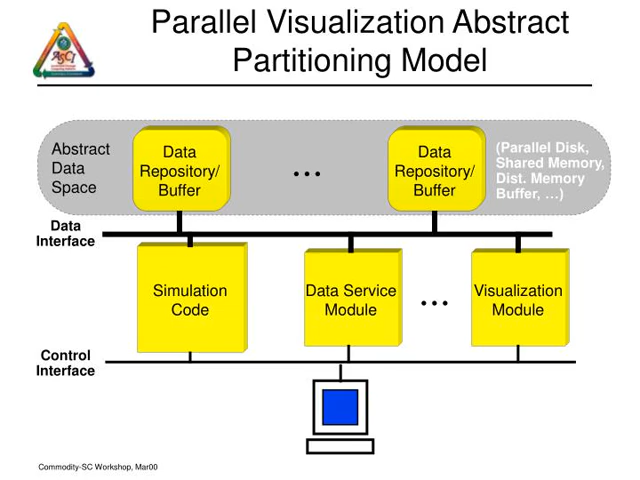 Parallel Visualization Abstract
Partitioning Model
ASCI
Abstract
Data
Space
Data
Repository/
Buffer
...
Data
Repository/
Buffer
(Parallel Disk,
Shared Memory,
Dist. Memory
Buffer, …)
Data
Interface
Simulation
Code
Data Service
Module
...
Visualization
Module
Control
Interface
Commodity-SC Workshop, Mar00